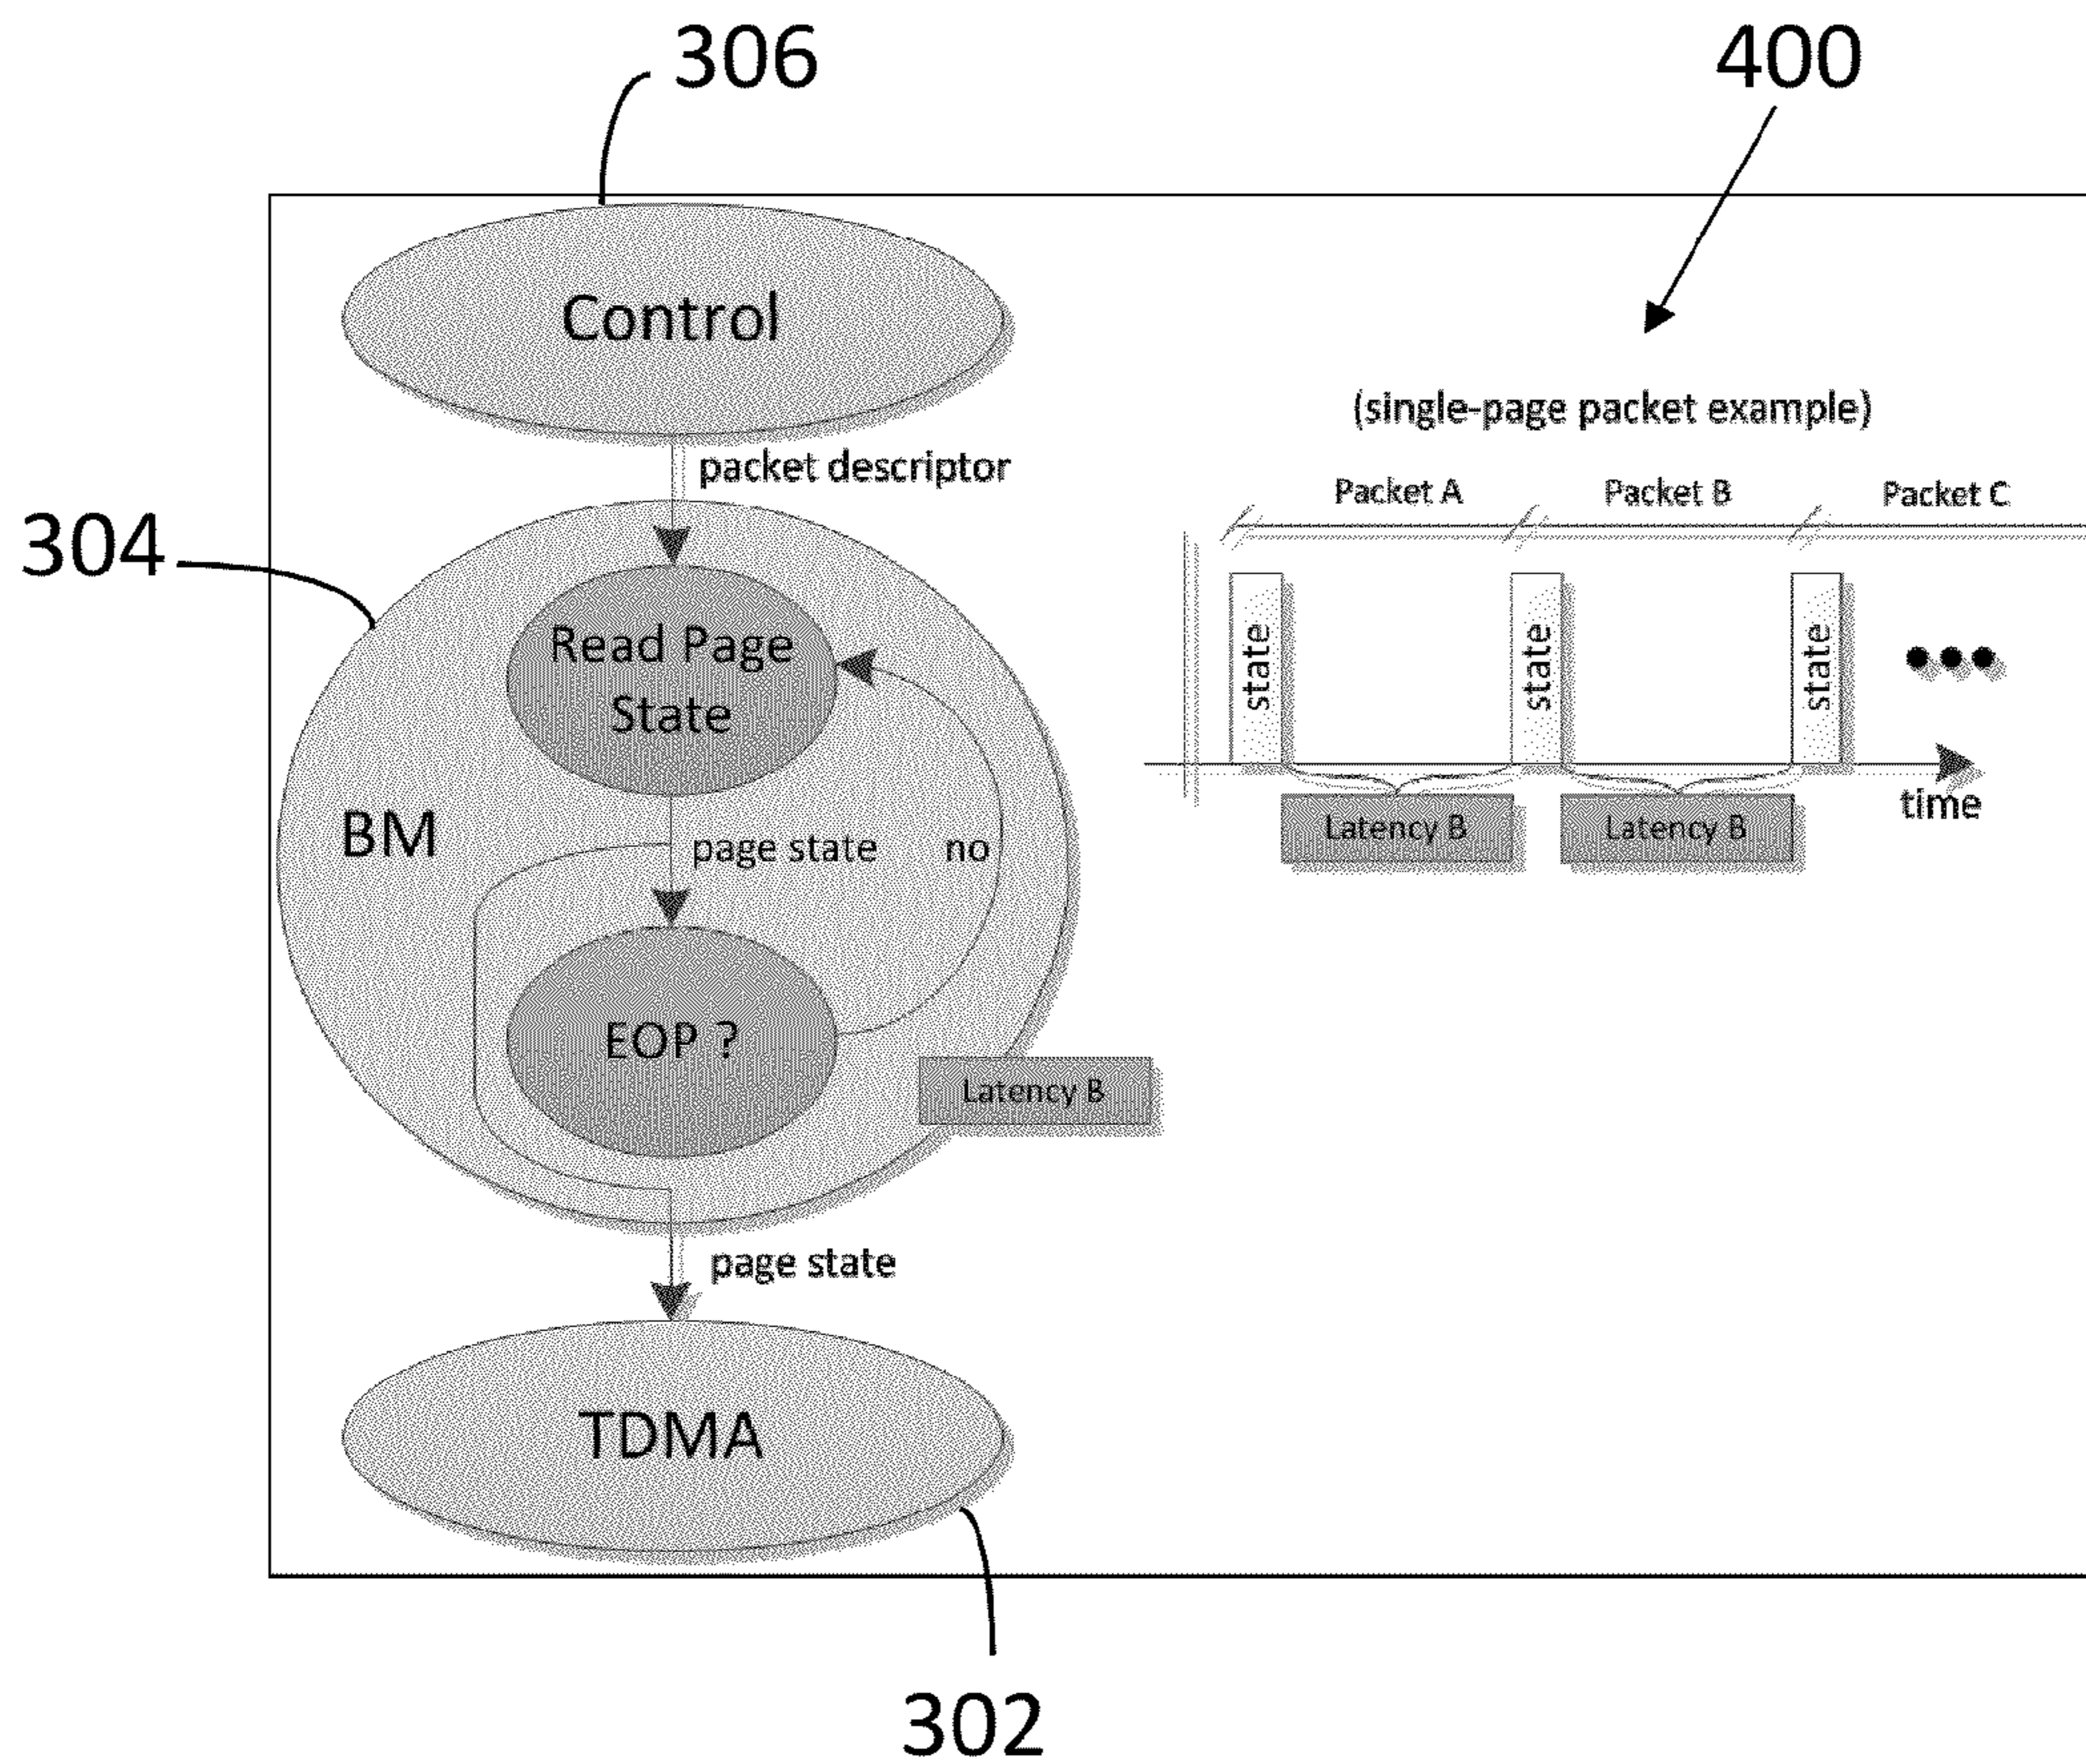 306
400
Control
(single-page packet example)
packet descriptor
Packet A
Packet B
Packet C
304
Read Page
State
state
state
state
time
BM
page state
no
Latency B
Latency B
EOP ?
Latency B
page state
TDMA
302